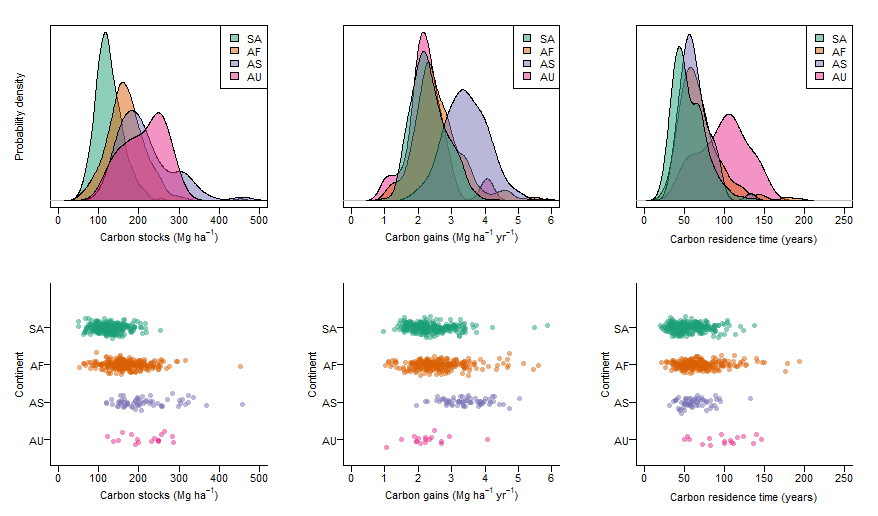 Probability density
SA
AF
AS
AU
0 100 200 300 400 500
Carbon stocks (Mg ha⁻¹)
SA
AF
AS
AU
0 1 2 3 4 5 6
Carbon gains (Mg ha⁻¹ yr⁻¹)
SA
AF
AS
AU
0 50 100 150 200 250
Carbon residence time (years)
Continent
SA
AF
AS
AU
0 100 200 300 400 500
Carbon stocks (Mg ha⁻¹)
Continent
SA
AF
AS
AU
0 1 2 3 4 5 6
Carbon gains (Mg ha⁻¹ yr⁻¹)
Continent
SA
AF
AS
AU
0 50 100 150 200 250
Carbon residence time (years)